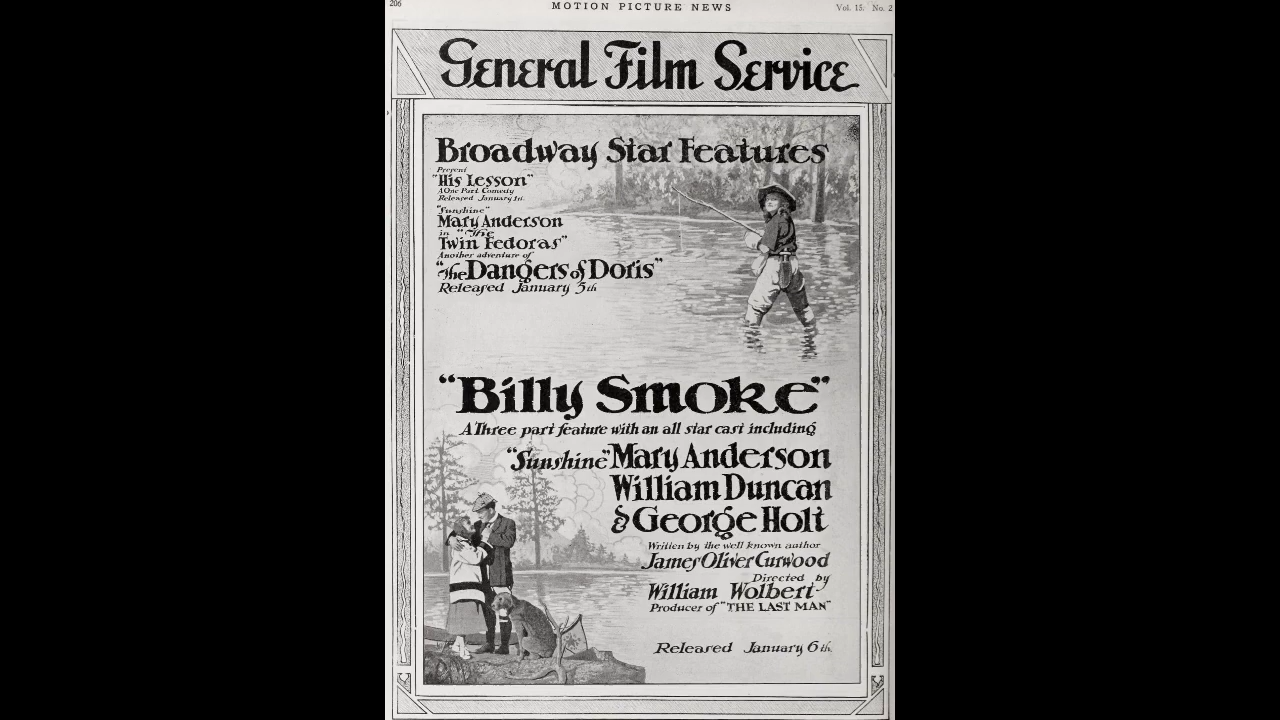 206
MOTION PICTURE NEWS
Vol. 15. No. 2
General Film Service
Broadway Star Features
Present
"His Lesson"
A One Part Comedy
Released January 1st.
"Sunshine"
Mary Anderson
in "The
Twin Fedoras"
Another adventure of
"The Dangers of Doris"
Released January 5th
"Billy Smoke"
A Three part feature with an all star cast including
"Sunshine" Mary Anderson
William Duncan
& George Holt
Written by the well known author
James Oliver Curwood
Directed by
William Wolbert
Producer of "THE LAST MAN"
Released January 6th.